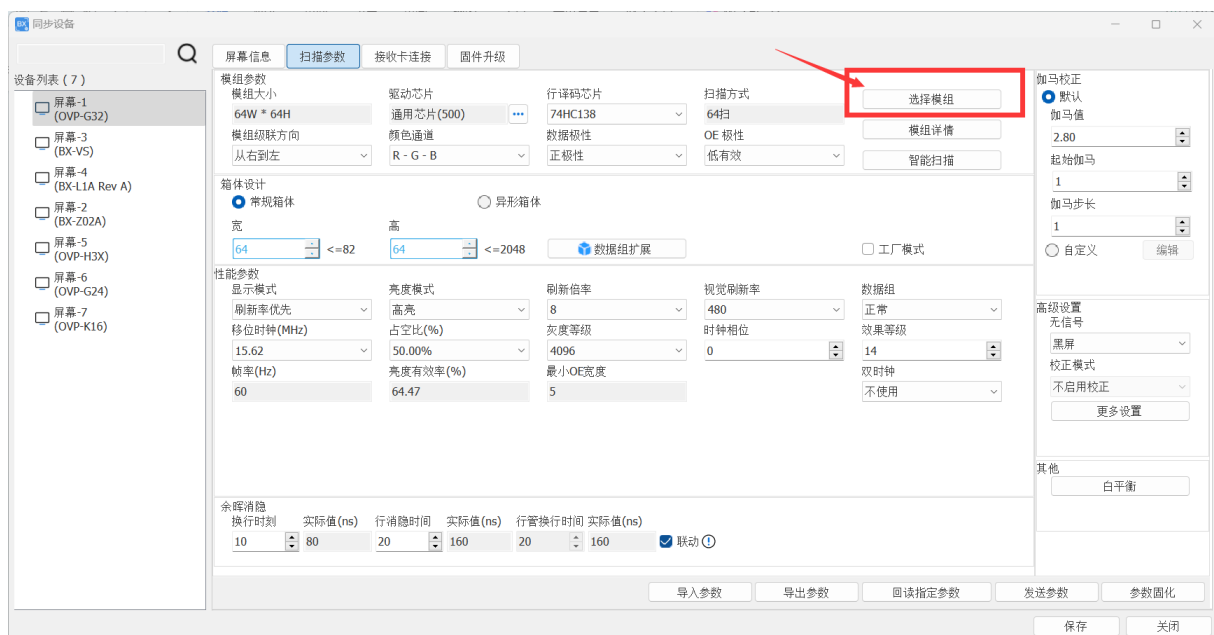 BX 同步设备
屏幕信息 扫描参数 接收卡连接 固件升级
设备列表 ( 7 )
屏幕-1
(OVP-G32)
屏幕-3
(BX-VS)
屏幕-4
(BX-L1A Rev A)
屏幕-2
(BX-Z02A)
屏幕-5
(OVP-H3X)
屏幕-6
(OVP-G24)
屏幕-7
(OVP-K16)
模组参数
模组大小 驱动芯片 行译码芯片 扫描方式
64W * 64H 通用芯片(500) ••• 74HC138 64扫
模组级联方向 颜色通道 数据极性 OE 极性
从右到左 R - G - B 正极性 低有效
选择模组
模组详情
智能扫描
箱体设计
常规箱体 异形箱体
宽 高
64 <=82 64 <=2048 数据组扩展 工厂模式
性能参数
显示模式 亮度模式 刷新倍率 视觉刷新率 数据组
刷新率优先 高亮 8 480 正常
移位时钟(MHz) 占空比(%) 灰度等级 时钟相位 效果等级
15.62 50.00% 4096 0 14
帧率(Hz) 亮度有效率(%) 最小OE宽度 双时钟
60 64.47 5 不使用
余晖消隐
换行时刻 实际值(ns) 行消隐时间 实际值(ns) 行管换行时间 实际值(ns)
10 80 20 160 20 160 联动
伽马校正
默认
伽马值
2.80
起始伽马
1
伽马步长
1
自定义 编辑
高级设置
无信号
黑屏
校正模式
不启用校正
更多设置
其他
白平衡
导入参数 导出参数 回读指定参数 发送参数 参数固化
保存 关闭